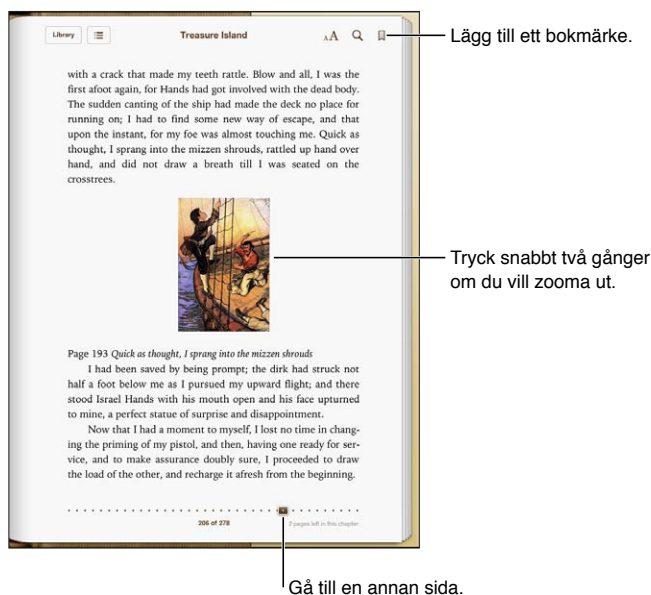 Library
Treasure Island
AA
Lägg till ett bokmärke.
with a crack that made my teeth rattle. Blow and all, I was the
first afoot again, for Hands had got involved with the dead body.
The sudden canting of the ship had made the deck no place for
running on; I had to find some new way of escape, and that
upon the instant, for my foe was almost touching me. Quick as
thought, I sprang into the mizzen shrouds, rattled up hand over
hand, and did not draw a breath till I was seated on the
crosstrees.
Tryck snabbt två gånger
om du vill zooma ut.
Page 193 Quick as thought, I sprang into the mizzen shrouds
I had been saved by being prompt; the dirk had struck not
half a foot below me as I pursued my upward flight; and there
stood Israel Hands with his mouth open and his face upturned
to mine, a perfect statue of surprise and disappointment.
Now that I had a moment to myself, I lost no time in chang-
ing the priming of my pistol, and then, having one ready for ser-
vice, and to make assurance doubly sure, I proceeded to draw
the load of the other, and recharge it afresh from the beginning.
206 of 278
2 pages left in this chapter
Gå till en annan sida.